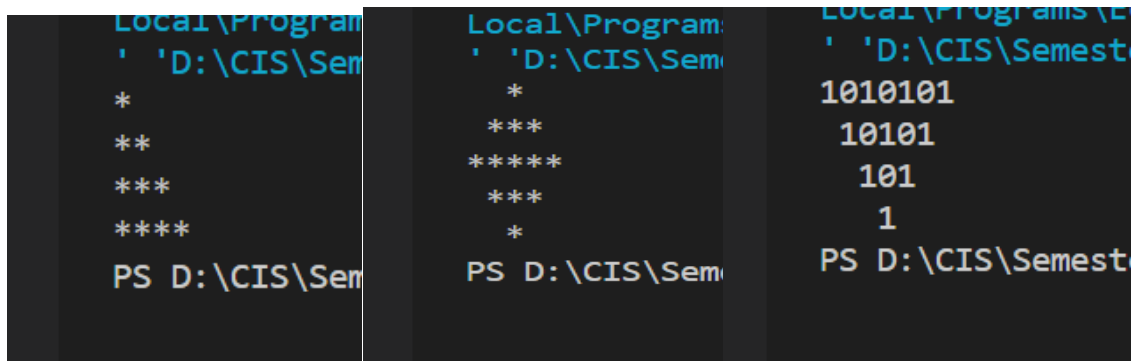 Local\Program
' 'D:\CIS\Sem
*
**
***
****
PS D:\CIS\Sem
Local\Program
' 'D:\CIS\Sem
  *
 ***
*****
 ***
  *
PS D:\CIS\Sem
Local\Programs\
' 'D:\CIS\Semest
1010101
 10101
  101
   1
PS D:\CIS\Semest